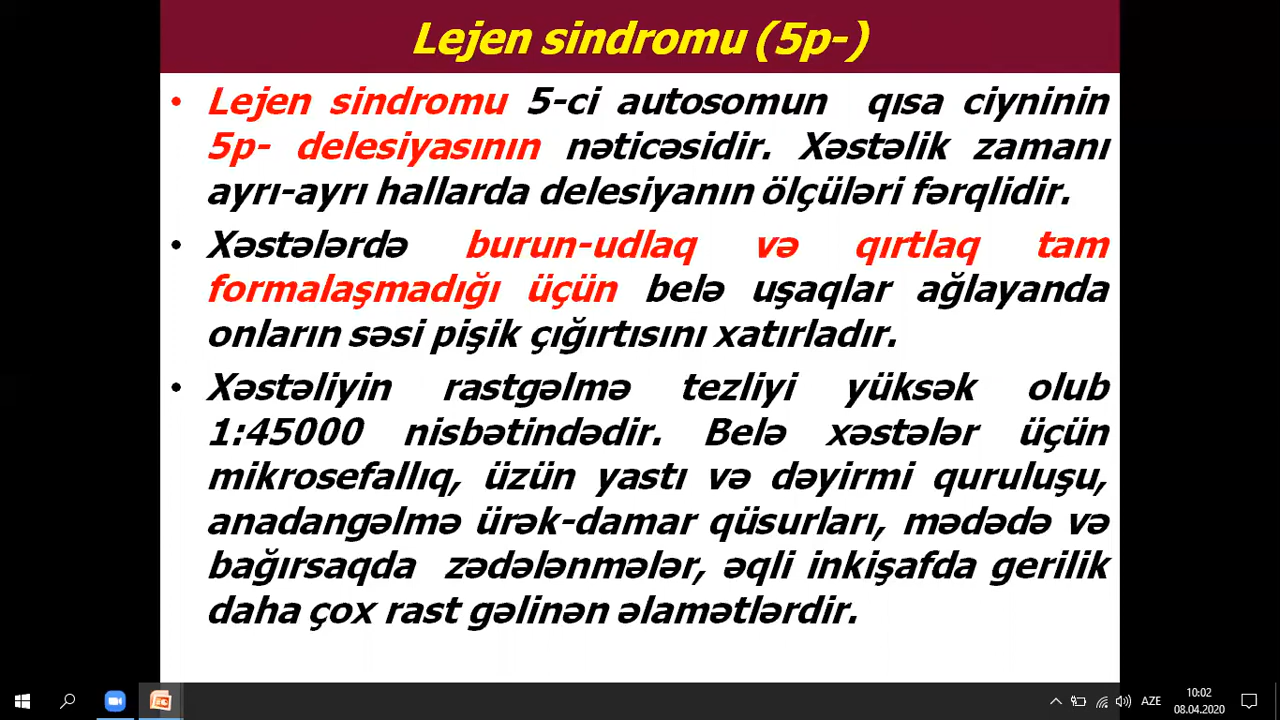 Lejen sindromu (5p-)
• Lejen sindromu 5-ci autosomun qısa ciyninin
5p- delesiyasının nəticəsidir. Xəstəlik zamanı
ayrı-ayrı hallarda delesiyanın ölçüləri fərqlidir.
• Xəstələrdə burun-udlaq və qırtlaq tam
formalaşmadığı üçün belə uşaqlar ağlayanda
onların səsi pişik çığırtısını xatırladır.
• Xəstəliyin rastgəlmə tezliyi yüksək olub
1:45000 nisbətindədir. Belə xəstələr üçün
mikrosefallıq, üzün yastı və dəyirmi quruluşu,
anadangəlmə ürək-damar qüsurları, mədədə və
bağırsaqda zədələnmələr, əqli inkişafda gerilik
daha çox rast gəlinən əlamətlərdir.
AZE
10:02
08.04.2020